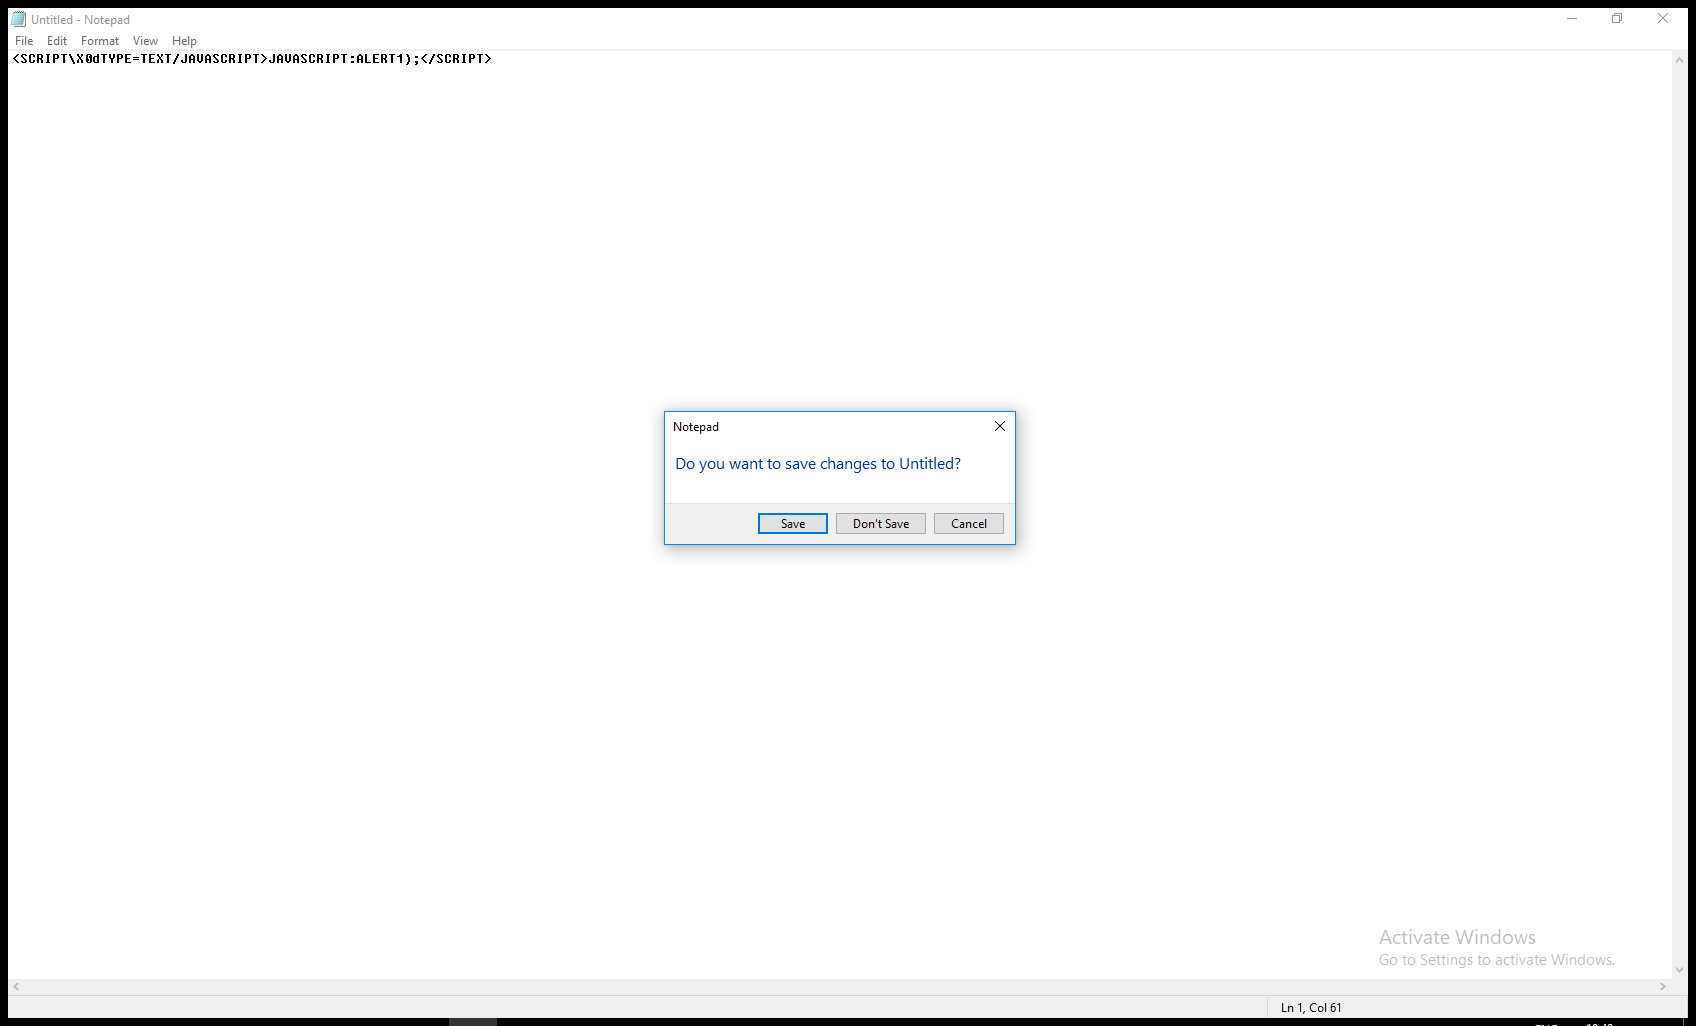 Untitled - Notepad
File Edit Format View Help
<SCRIPT\X0dTYPE=TEXT/JAVASCRIPT>JAVASCRIPT:ALERT1);</SCRIPT>
Notepad
Do you want to save changes to Untitled?
Save Don't Save Cancel
Activate Windows
Go to Settings to activate Windows.
Ln 1, Col 61